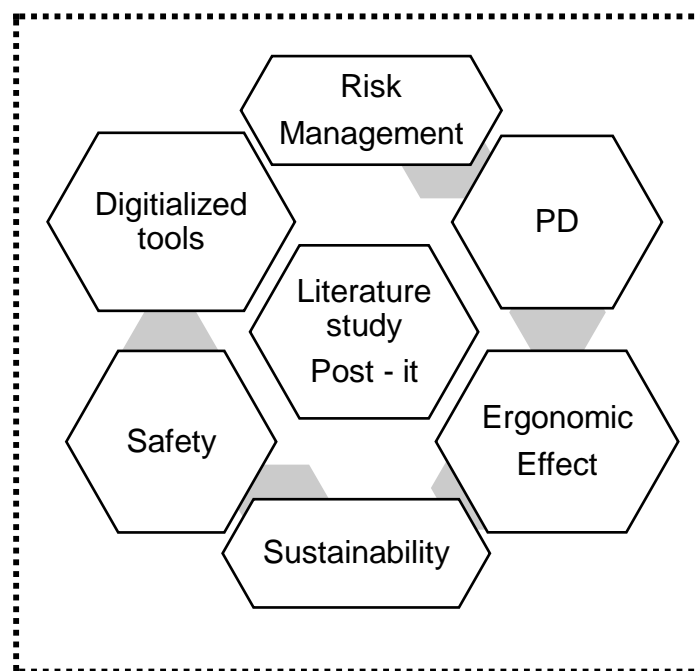 Risk
Management
Digitialized
tools
PD
Literature
study
Post - it
Safety
Ergonomic
Effect
Sustainability